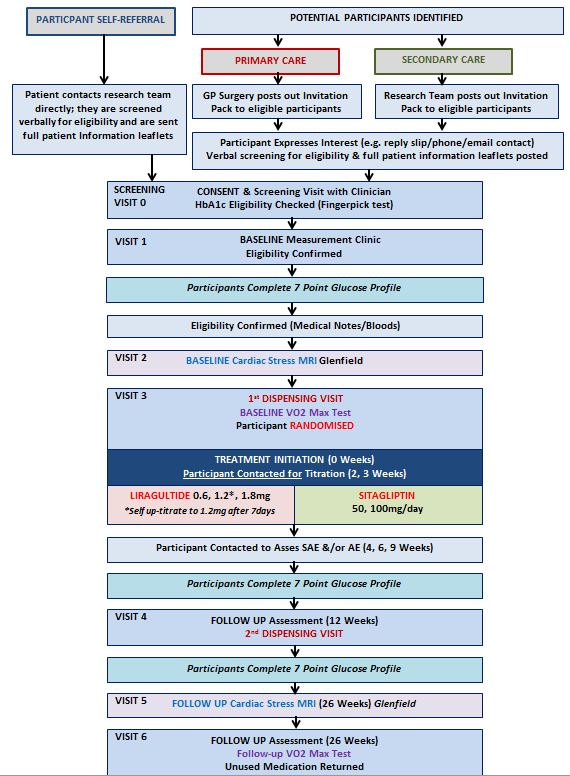 PARTICPANT SELF-REFERRAL
POTENTIAL PARTICIPANTS IDENTIFIED
PRIMARY CARE
SECONDARY CARE
Patient contacts research team
directly; they are screened
verbally for eligibility and are sent
full patient Information leaflets
GP Surgery posts out Invitation
Pack to eligible participants
Research Team posts out Invitation
Pack to eligible participants
Participant Expresses Interest (e.g. reply slip/phone/email contact)
Verbal screening for eligibility & full patient information leaflets posted
SCREENING
VISIT 0
CONSENT & Screening Visit with Clinician
HbA1c Eligibility Checked (Fingerpick test)
VISIT 1
BASELINE Measurement Clinic
Eligibility Confirmed
Participants Complete 7 Point Glucose Profile
Eligibility Confirmed (Medical Notes/Bloods)
VISIT 2
BASELINE Cardiac Stress MRI Glenfield
VISIT 3
1st DISPENSING VISIT
BASELINE VO2 Max Test
Participant RANDOMISED
TREATMENT INITIATION (0 Weeks)
Participant Contacted for Titration (2, 3 Weeks)
LIRAGULTIDE 0.6, 1.2*, 1.8mg
*Self up-titrate to 1.2mg after 7days
SITAGLIPTIN
50, 100mg/day
Participant Contacted to Asses SAE &/or AE (4, 6, 9 Weeks)
Participants Complete 7 Point Glucose Profile
VISIT 4
FOLLOW UP Assessment (12 Weeks)
2nd DISPENSING VISIT
Participants Complete 7 Point Glucose Profile
VISIT 5
FOLLOW UP Cardiac Stress MRI (26 Weeks) Glenfield
VISIT 6
FOLLOW UP Assessment (26 Weeks)
Follow-up VO2 Max Test
Unused Medication Returned